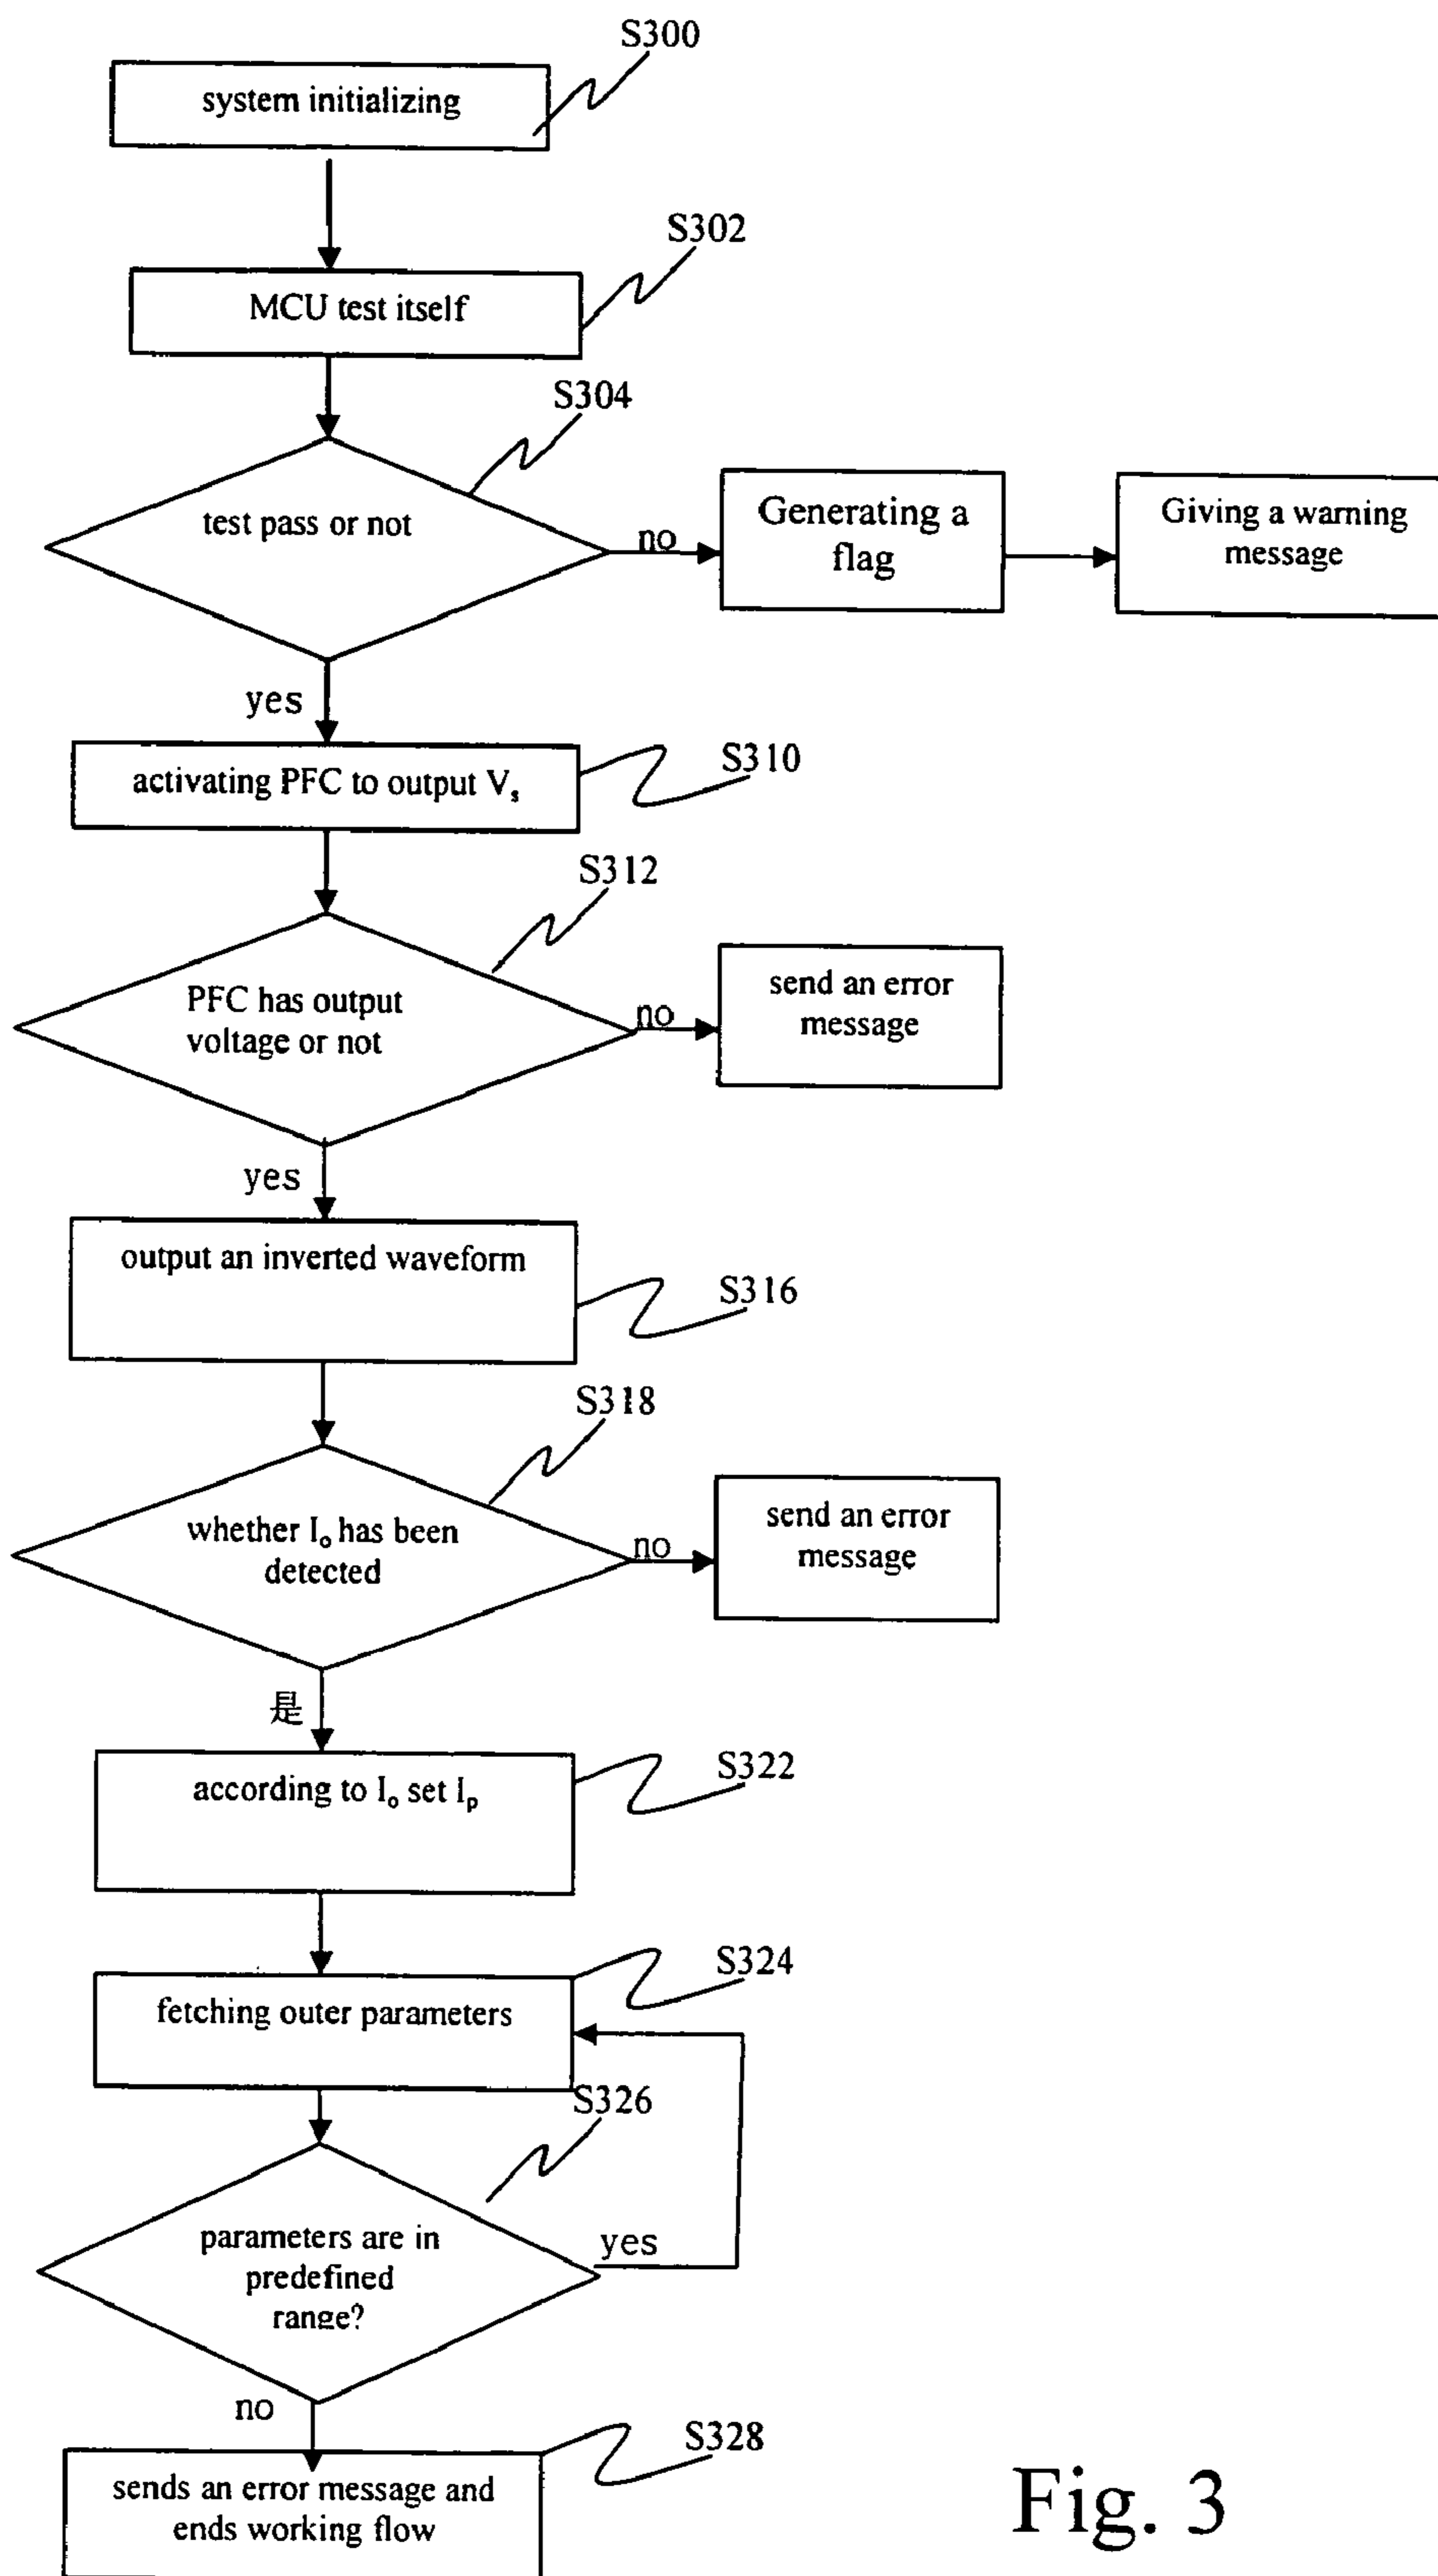 S300
system initializing
S302
MCU test itself
S304
test pass or not
no
Generating a
flag
Giving a warning
message
yes
activating PFC to output Vs
S310
S312
PFC has output
voltage or not
no
send an error
message
yes
output an inverted waveform
S316
S318
whether Io has been
detected
no
send an error
message
是
according to Io set Ip
S322
S324
fetching outer parameters
S326
parameters are in
predefined
range?
yes
no
S328
sends an error message and
ends working flow
Fig. 3